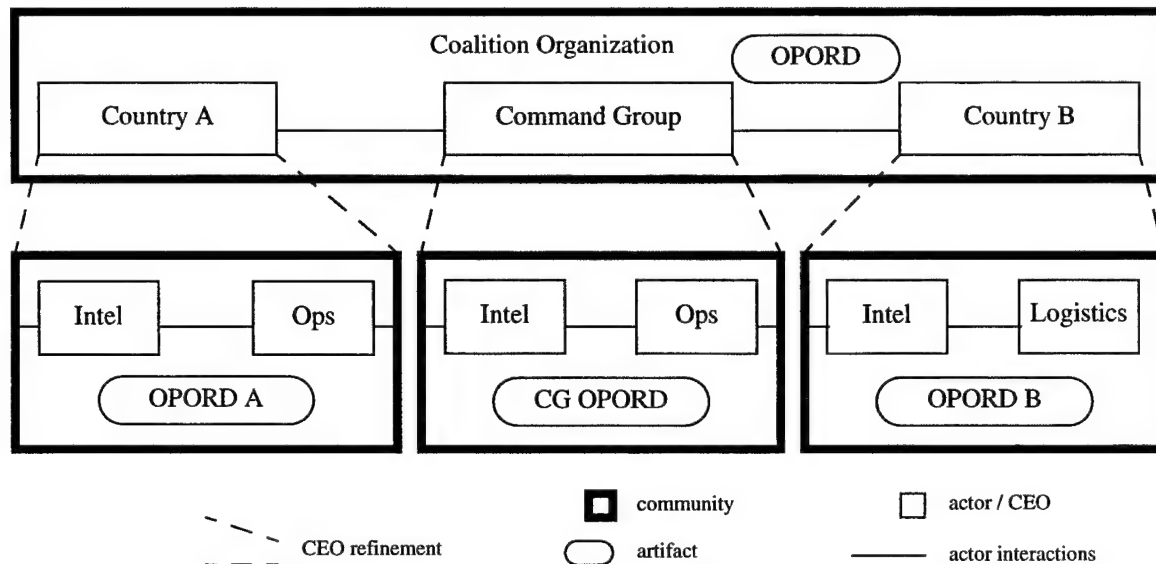 Coalition Organization
OPORD
Country A
Command Group
Country B
Intel
Ops
Intel
Ops
Intel
Logistics
OPORD A
CG OPORD
OPORD B
community
actor / CEO
CEO refinement
artifact
actor interactions